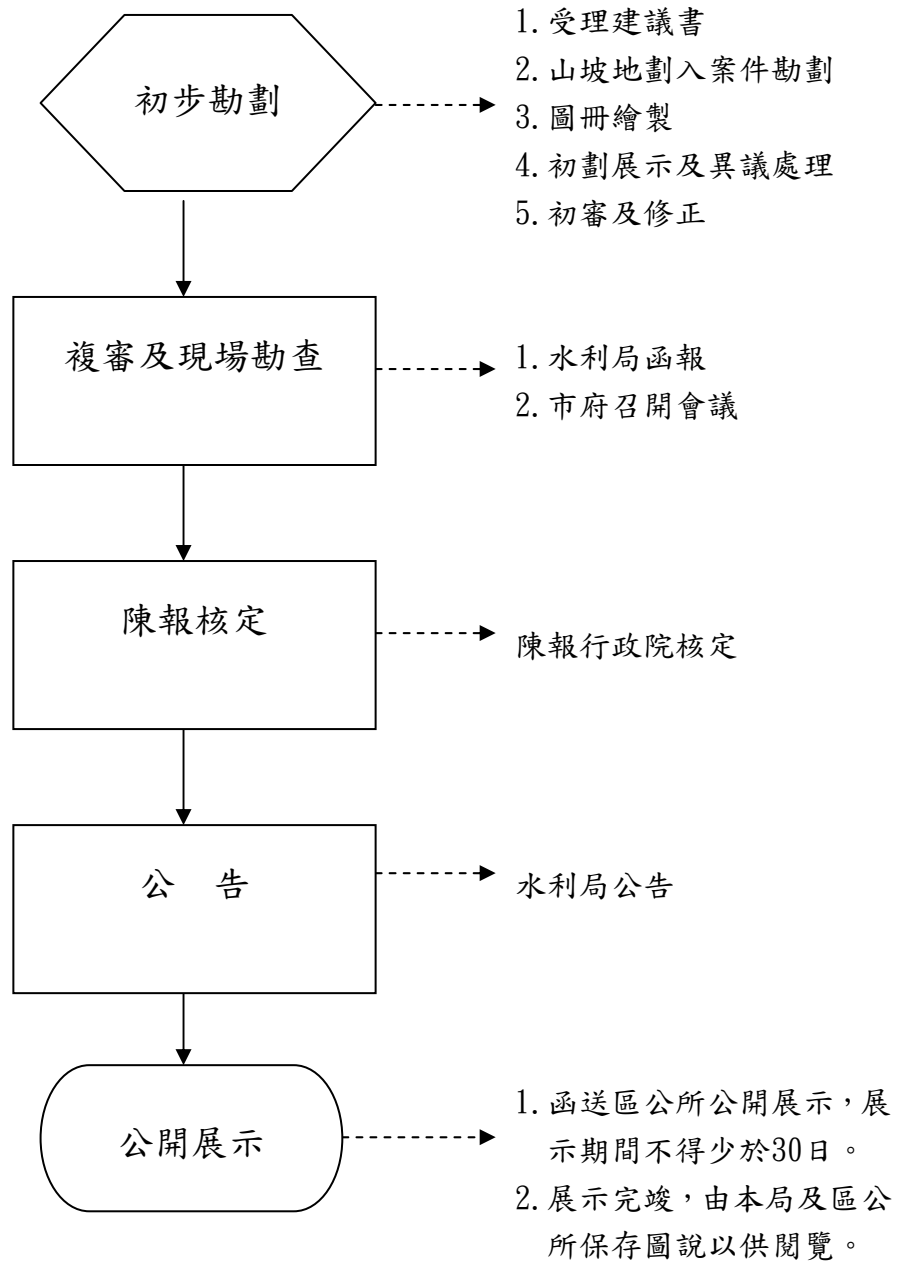 初步勘劃
1. 受理建議書
2. 山坡地劃入案件勘劃
3. 圖冊繪製
4. 初劃展示及異議處理
5. 初審及修正
複審及現場勘查
1. 水利局函報
2. 市府召開會議
陳報核定
陳報行政院核定
公 告
水利局公告
公開展示
1. 函送區公所公開展示，展
示期間不得少於30日。
2. 展示完竣，由本局及區公
所保存圖說以供閱覽。